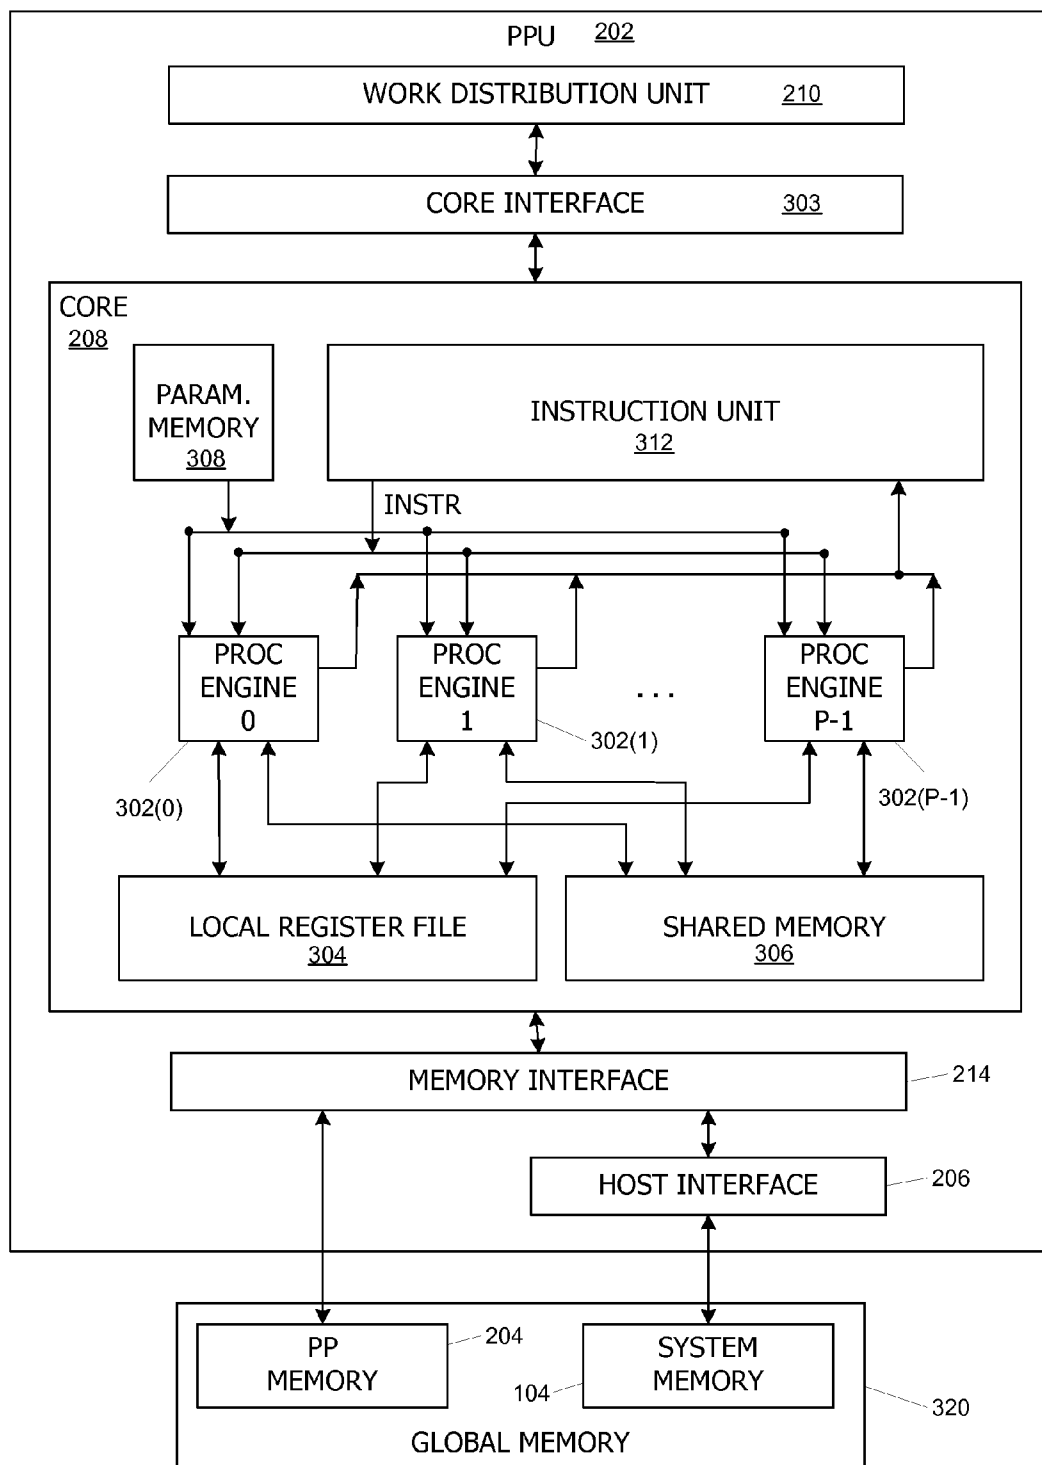 PPU 202
WORK DISTRIBUTION UNIT 210
CORE INTERFACE 303
CORE
208
PARAM.
MEMORY
308
INSTRUCTION UNIT
312
INSTR
PROC
ENGINE
0
PROC
ENGINE
1
. . .
PROC
ENGINE
P-1
302(0)
302(1)
302(P-1)
LOCAL REGISTER FILE
304
SHARED MEMORY
306
MEMORY INTERFACE
214
HOST INTERFACE
206
PP
MEMORY
204
SYSTEM
MEMORY
104
320
GLOBAL MEMORY